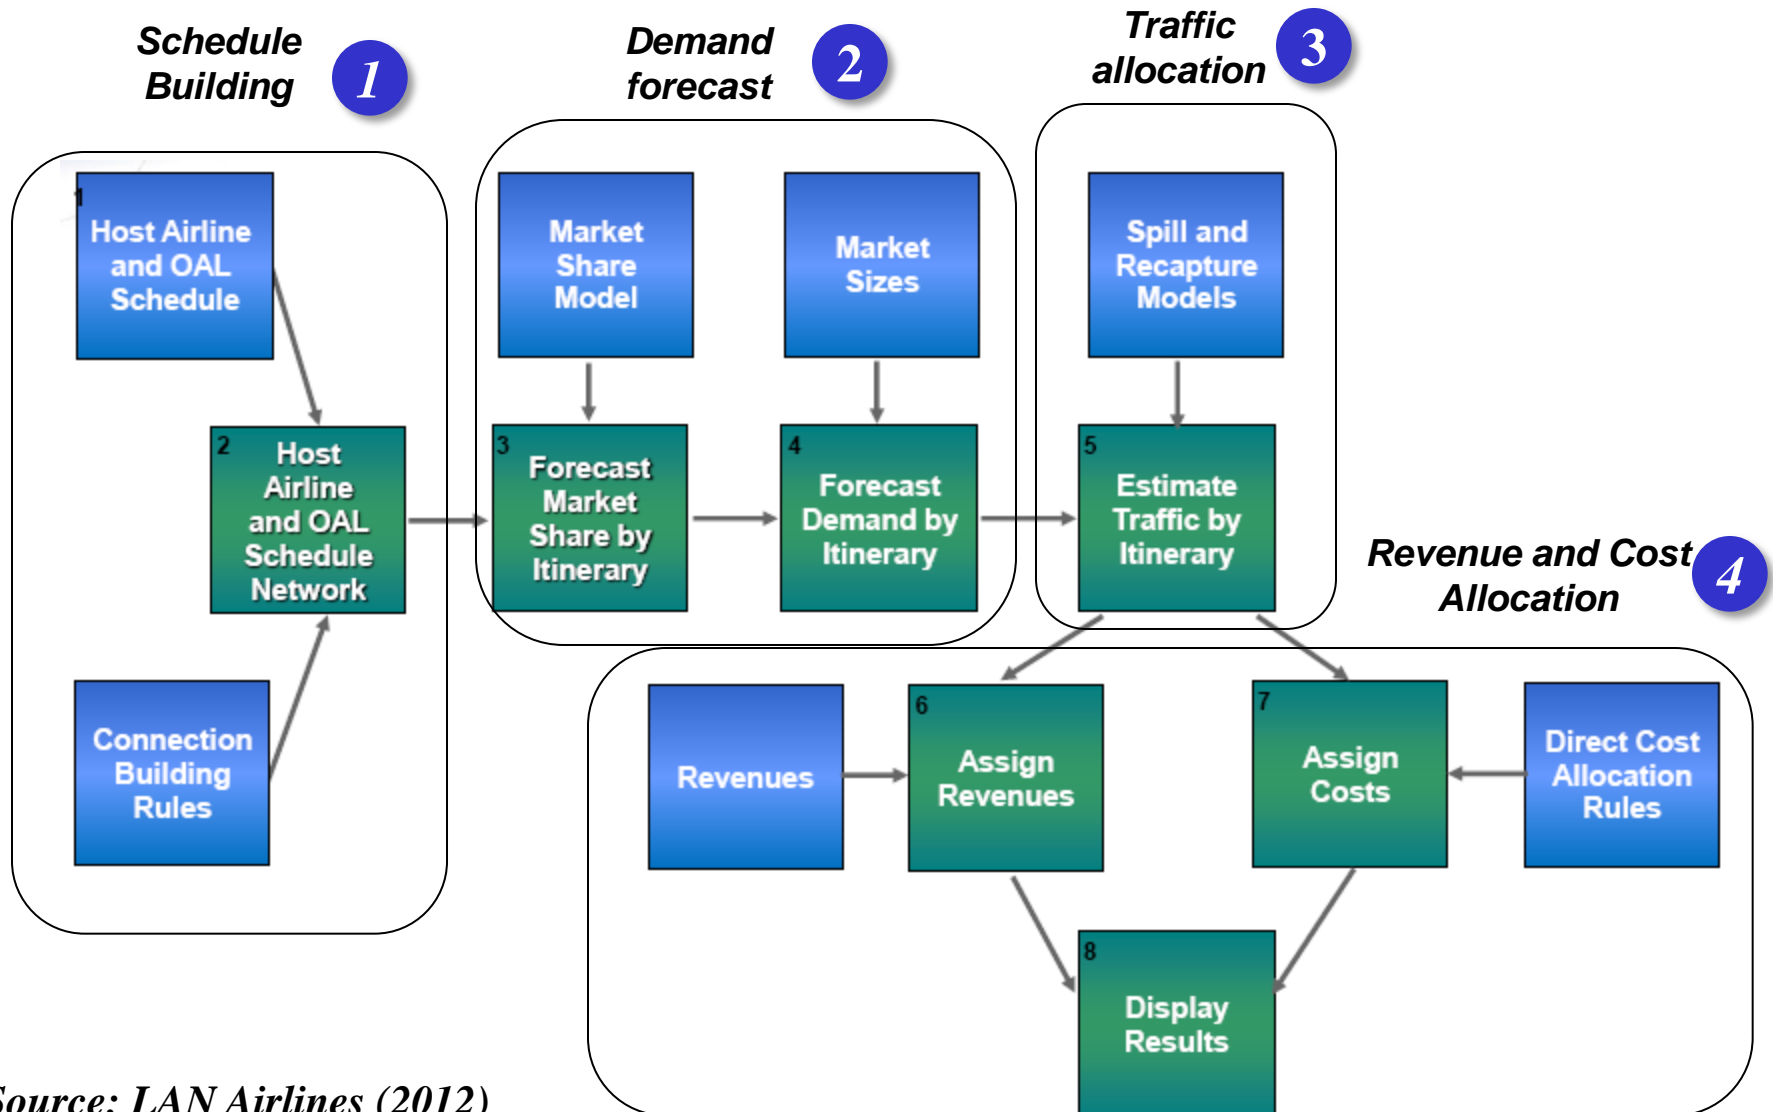 Schedule
Building
1
Demand
forecast
2
Traffic
allocation
3
1
Host Airline
and OAL
Schedule
Market
Share
Model
Market
Sizes
Spill and
Recapture
Models
2
Host
Airline
and OAL
Schedule
Network
3
Forecast
Market
Share by
Itinerary
4
Forecast
Demand by
Itinerary
5
Estimate
Traffic by
Itinerary
Revenue and Cost
Allocation
4
Connection
Building
Rules
Revenues
6
Assign
Revenues
7
Assign
Costs
Direct Cost
Allocation
Rules
8
Display
Results
Source: LAN Airlines (2012)